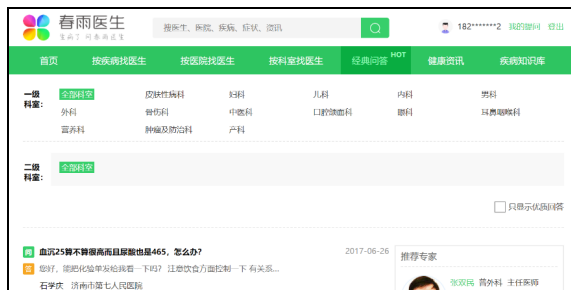 春雨医生
生病了 问春雨医生
搜医生、医院、疾病、症状、资讯
182*******2 我的提问 登出
首页 按疾病找医生 按医院找医生 按科室找医生 经典问答 HOT 健康资讯 疾病知识库
一级科室：
全部科室 皮肤性病科 妇科 儿科 内科 男科
外科 骨伤科 中医科 口腔颌面科 眼科 耳鼻咽喉科
营养科 肿瘤及防治科 产科
二级科室：
全部科室
只显示优质问答
问 血沉25算不算很高而且尿酸也是465，怎么办？ 2017-06-26
答 您好，能把化验单发给我看一下吗？ 注意饮食方面控制一下 有关系...
石学庆 济南市第七人民医院
推荐专家
张双民 普外科 主任医师